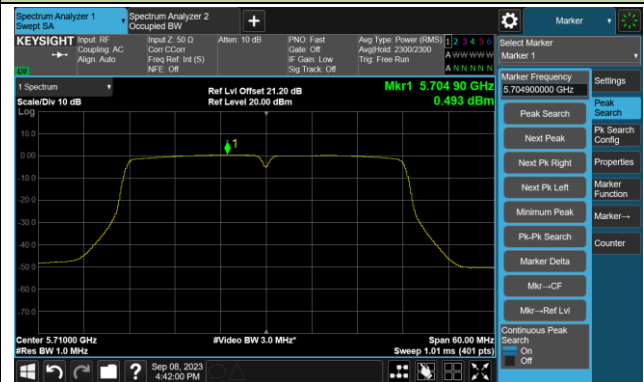 Spectrum Analyzer 1
Swept SA
Spectrum Analyzer 2
Occupied BW
Marker
KEYSIGHT
Input: RF
Coupling: AC
Align: Auto
Input Z: 50 Ω
Corr CCorr
Freq Ref: Int (S)
NFE: Off
Atten: 10 dB
PNO: Fast
Gate: Off
IF Gain: Low
Sig Track: Off
Avg Type: Power (RMS)
Avg|Hold: 2300/2300
Trig: Free Run
1 2 3 4 5 6
A W W W W W
A N N N N N
LXI
Select Marker
Marker 1
1 Spectrum
Scale/Div 10 dB
Log
Ref Lvl Offset 21.20 dB
Ref Level 20.00 dBm
Mkr1 5.704 90 GHz
0.493 dBm
10.0
0.00
-10.0
-20.0
-30.0
-40.0
-50.0
-60.0
-70.0
1
Center 5.71000 GHz
#Res BW 1.0 MHz
#Video BW 3.0 MHz*
Span 60.00 MHz
Sweep 1.01 ms (401 pts)
Marker Frequency
5.704900000 GHz
Peak Search
Next Peak
Next Pk Right
Next Pk Left
Minimum Peak
Pk-Pk Search
Marker Delta
Mkr→CF
Mkr→Ref Lvl
Continuous Peak
Search
On
Off
Settings
Peak
Search
Pk Search
Config
Properties
Marker
Function
Marker→
Counter
Sep 08, 2023
4:42:00 PM